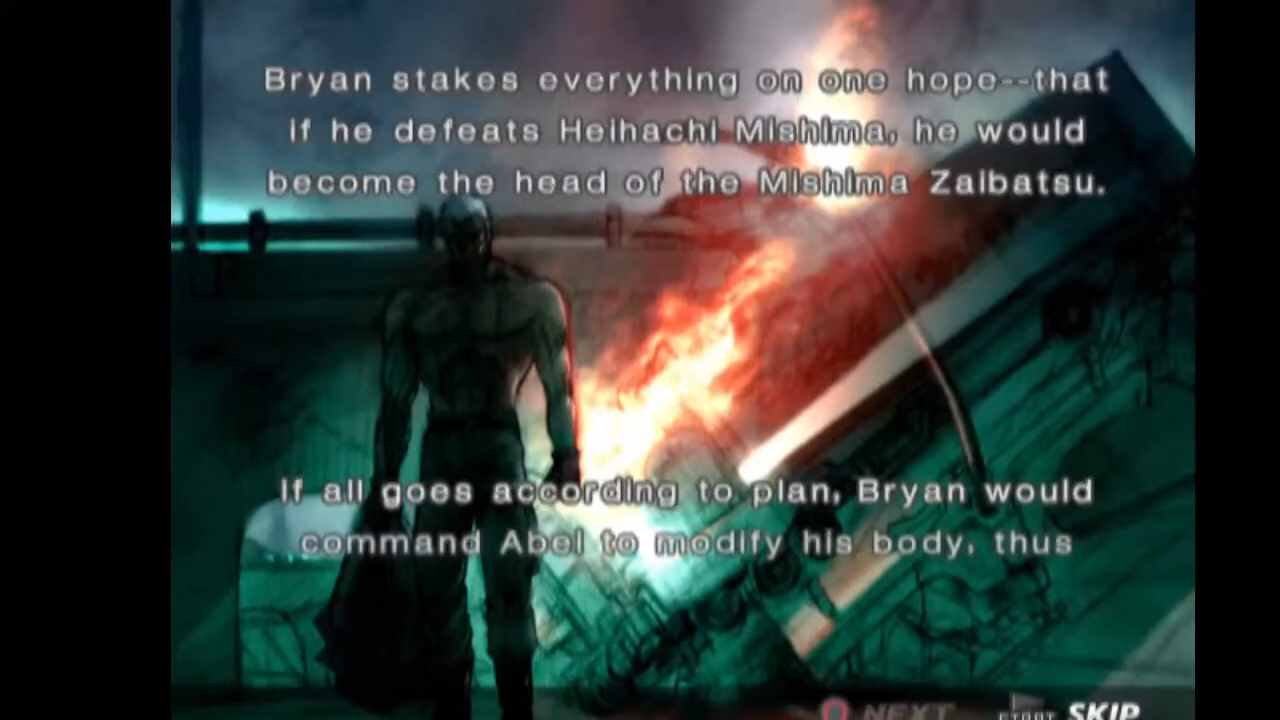 Bryan stakes everything on one hope--that
if he defeats Heihachi Mishima, he would
become the head of the Mishima Zaibatsu.
If all goes according to plan, Bryan would
command Abel to modify his body, thus
NEXT START SKIP